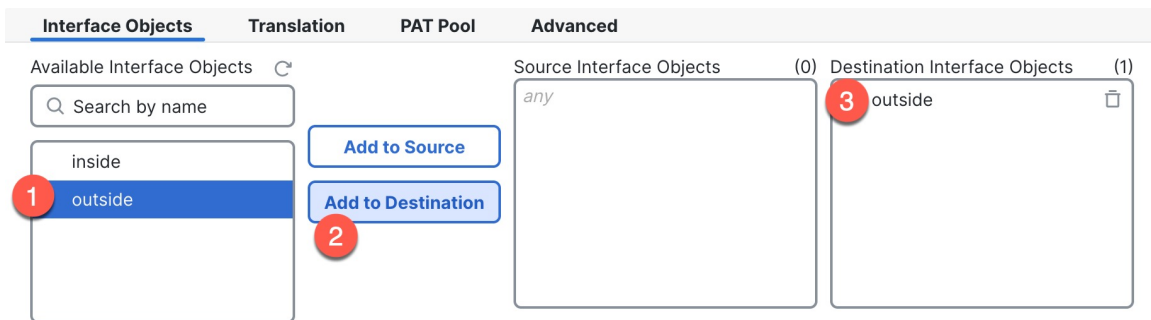 Interface Objects Translation PAT Pool Advanced
Available Interface Objects
Source Interface Objects (0)
Destination Interface Objects (1)
Search by name
any
3 outside
Add to Source
inside
1 outside
Add to Destination
2